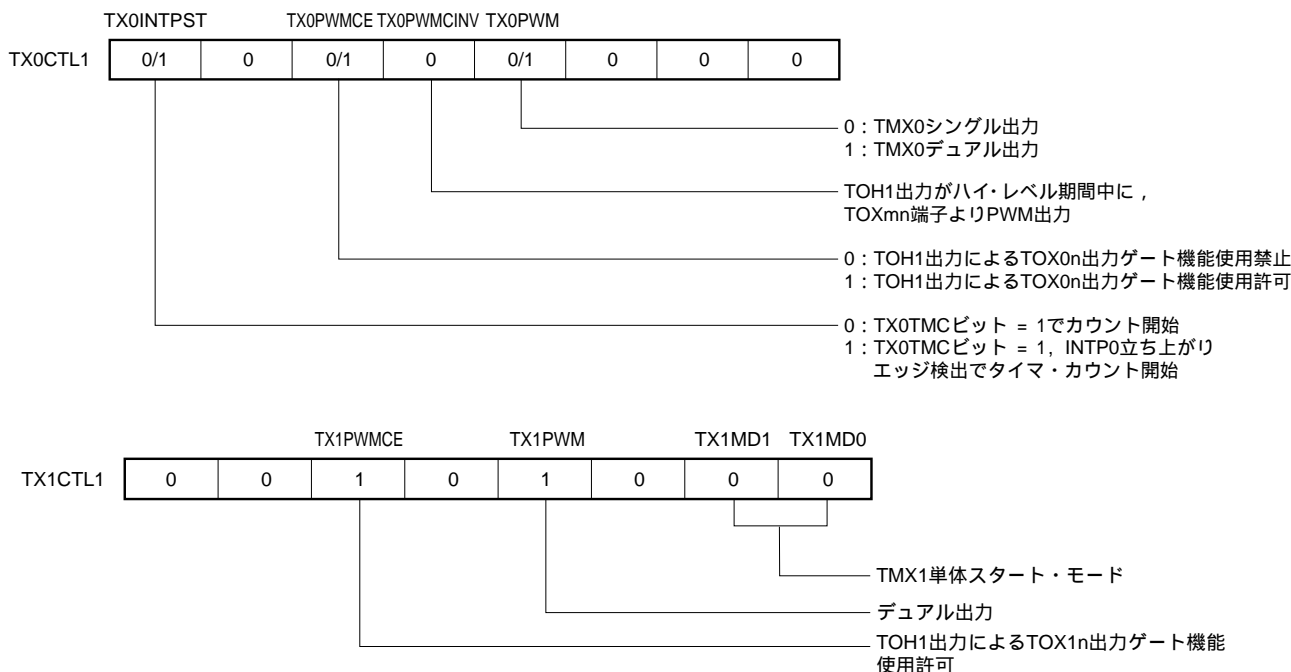 TX0INTPST TX0PWMCE TX0PWMCINV TX0PWM
TX0CTL1 0/1 0 0/1 0 0/1 0 0 0
0：TMX0シングル出力
1：TMX0デュアル出力
TOH1出力がハイ・レベル期間中に，
TOXmn端子よりPWM出力
0：TOH1出力によるTOX0n出力ゲート機能使用禁止
1：TOH1出力によるTOX0n出力ゲート機能使用許可
0：TX0TMCビット = 1でカウント開始
1：TX0TMCビット = 1，INTP0立ち上がり
エッジ検出でタイマ・カウント開始
TX1PWMCE TX1PWM TX1MD1 TX1MD0
TX1CTL1 0 0 1 0 1 0 0 0
TMX1単体スタート・モード
デュアル出力
TOH1出力によるTOX1n出力ゲート機能
使用許可